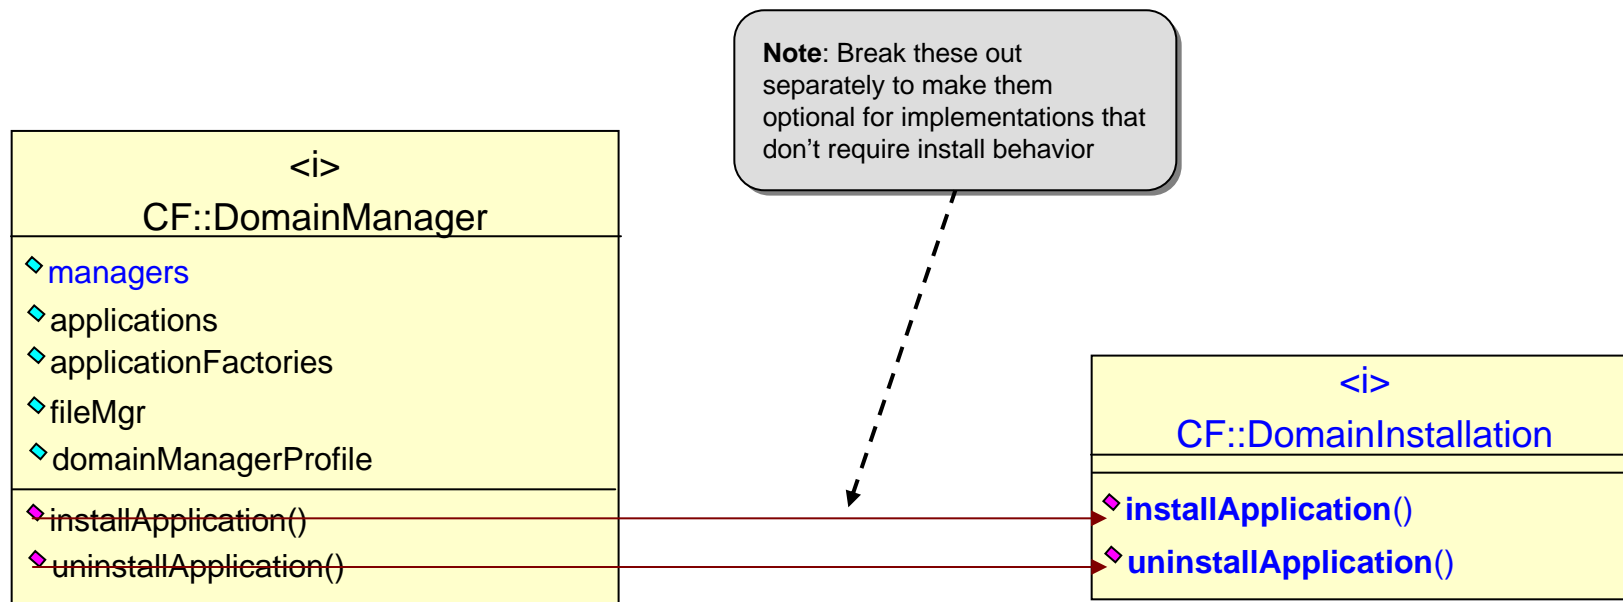 Note: Break these out
separately to make them
optional for implementations that
don't require install behavior
<i>
CF::DomainManager
managers
applications
applicationFactories
fileMgr
domainManagerProfile
installApplication()
uninstallApplication()
<i>
CF::DomainInstallation
installApplication()
uninstallApplication()